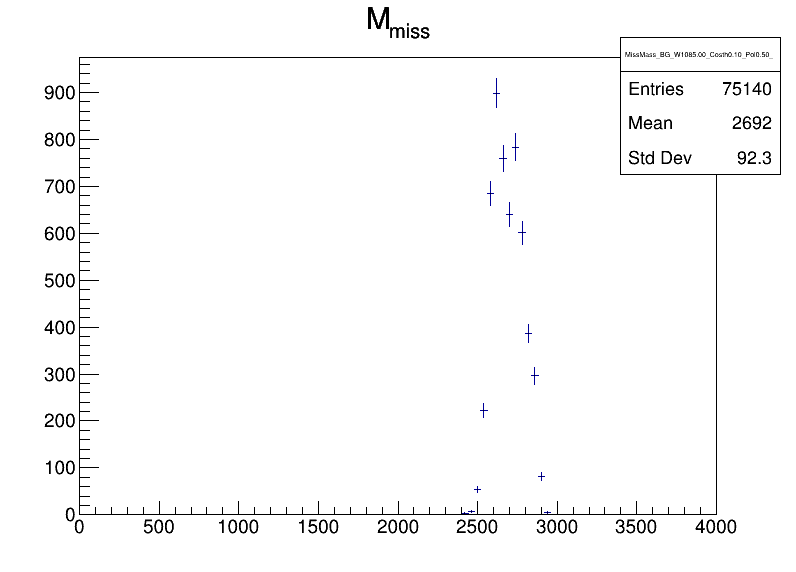 M_miss
MissMass_BG_W1085.00_Costh0.10_Pol0.50_
Entries 75140
Mean 2692
Std Dev 92.3
900
800
700
600
500
400
300
200
100
0
0 500 1000 1500 2000 2500 3000 3500 4000